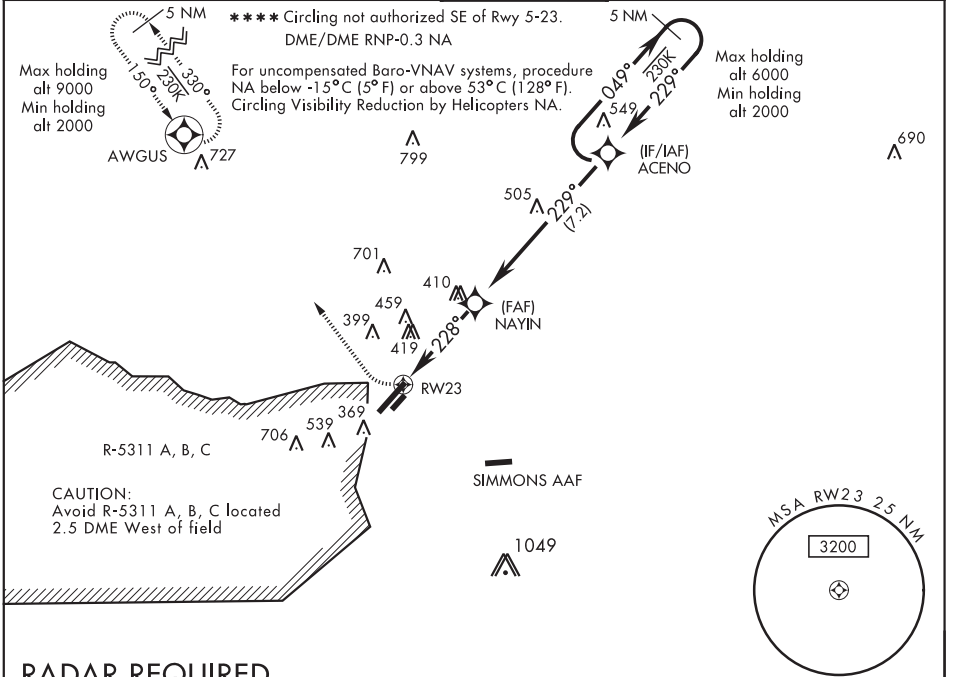 5 NM
**** Circling not authorized SE of Rwy 5-23.
DME/DME RNP-0.3 NA
For uncompensated Baro-VNAV systems, procedure
NA below -15°C (5°F) or above 53°C (128°F).
Circling Visibility Reduction by Helicopters NA.
5 NM
Max holding
alt 9000
Min holding
alt 2000
150°
230K
330°
AWGUS
727
799
049°
230K
229°
549
Max holding
alt 6000
Min holding
alt 2000
690
(IF/IAF)
ACENO
505
229°
(7.2)
701
410
(FAF)
NAYIN
459
399
419
228°
RW23
369
539
706
R-5311 A, B, C
CAUTION:
Avoid R-5311 A, B, C located
2.5 DME West of field
SIMMONS AAF
1049
MSA RW23 25 NM
3200
RADAR REQUIRED